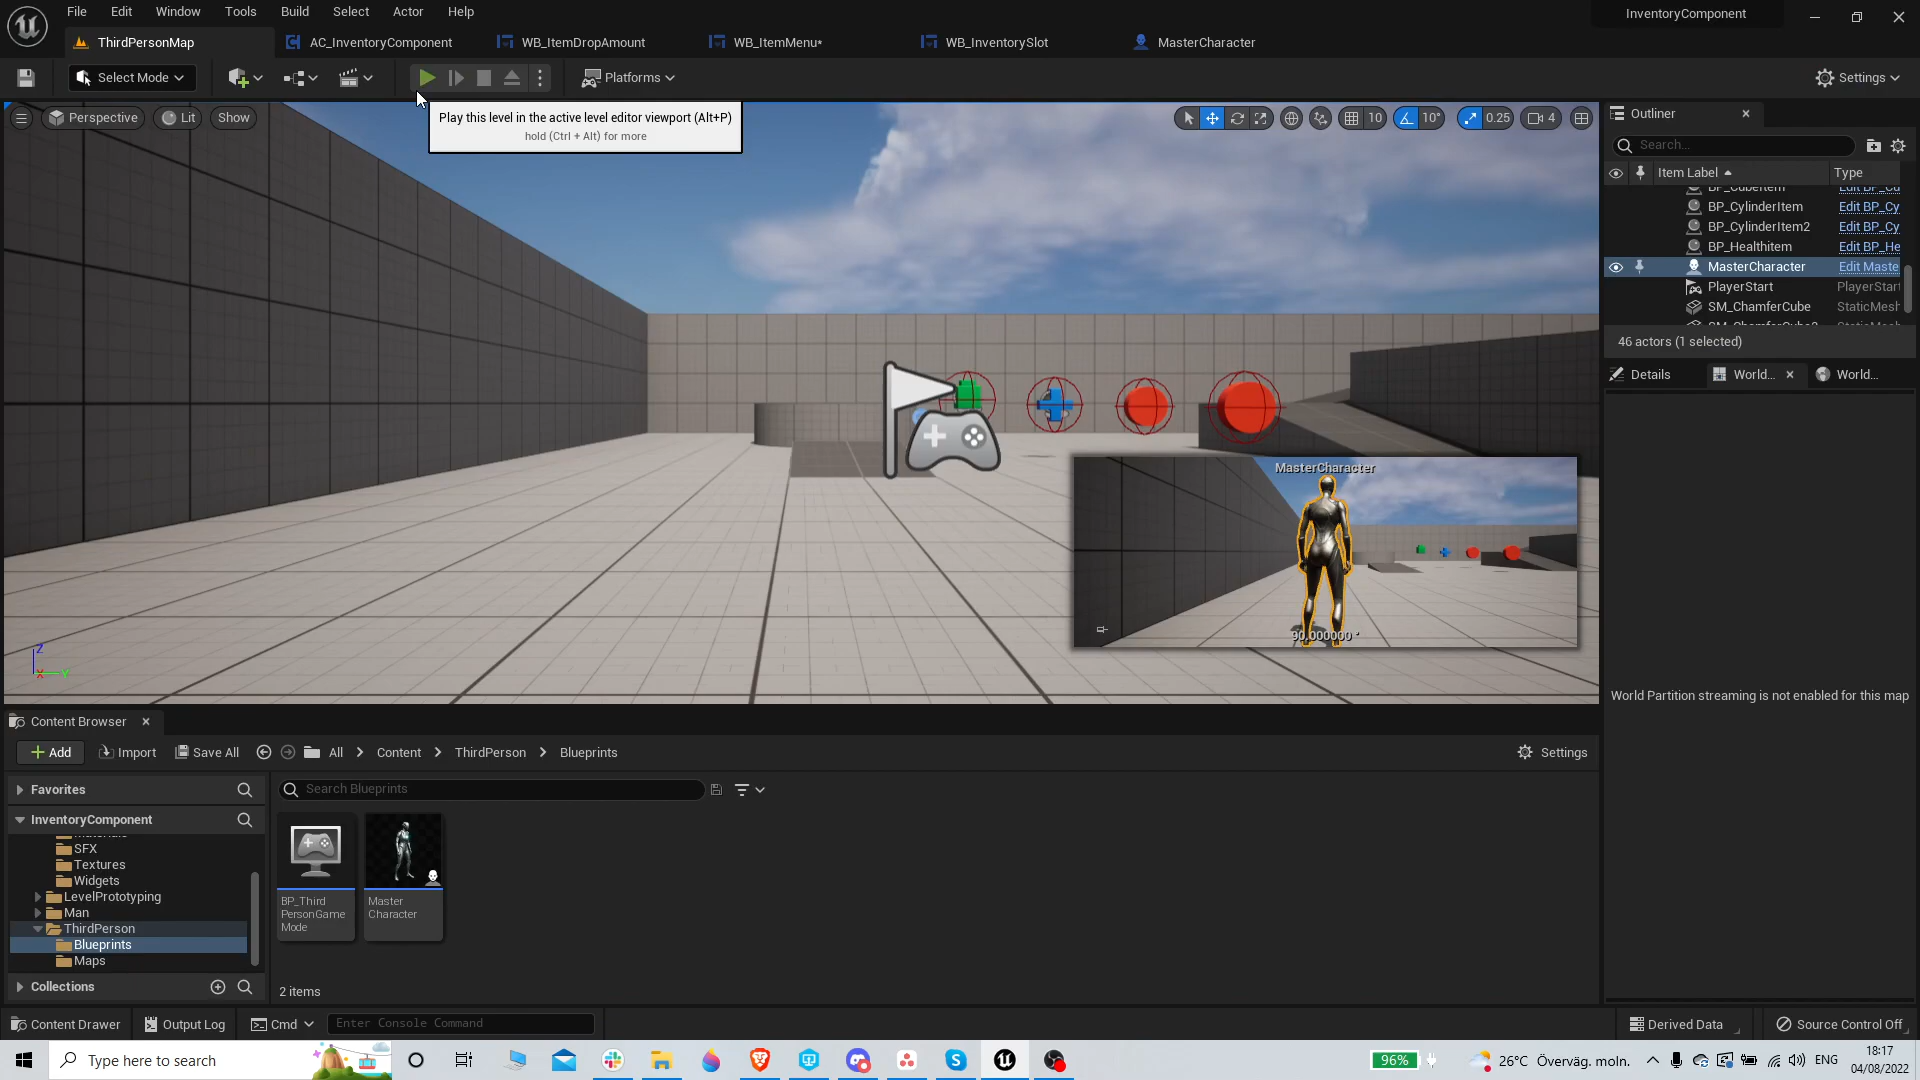 File Edit Window Tools Build Select Actor Help
InventoryComponent
ThirdPersonMap
AC_InventoryComponent
WB_ItemDropAmount
WB_ItemMenu*
WB_InventorySlot
MasterCharacter
Select Mode
Platforms
Settings
Perspective
Lit
Show
Play this level in the active level editor viewport (Alt+P)
hold (Ctrl + Alt) for more
10
10°
0.25
4
Outliner
Search...
Item Label
Type
BP_CubeItem Edit BP_Cu
BP_CylinderItem Edit BP_Cy
BP_CylinderItem2 Edit BP_Cy
BP_Healthitem Edit BP_He
MasterCharacter Edit Maste
PlayerStart PlayerStart
SM_ChamferCube StaticMesh
46 actors (1 selected)
Details
World...
World...
World Partition streaming is not enabled for this map
MasterCharacter
90.000000 °
Z
X
Y
Content Browser
Add
Import
Save All
All
Content
ThirdPerson
Blueprints
Settings
Favorites
Search Blueprints
InventoryComponent
Materials
SFX
Textures
Widgets
LevelPrototyping
Man
ThirdPerson
Blueprints
Maps
Collections
BP_Third
PersonGame
Mode
Master
Character
2 items
Content Drawer
Output Log
Cmd
Enter Console Command
Derived Data
Source Control Off
Type here to search
96%
26°C Överväg. moln.
ENG
18:17
04/08/2022